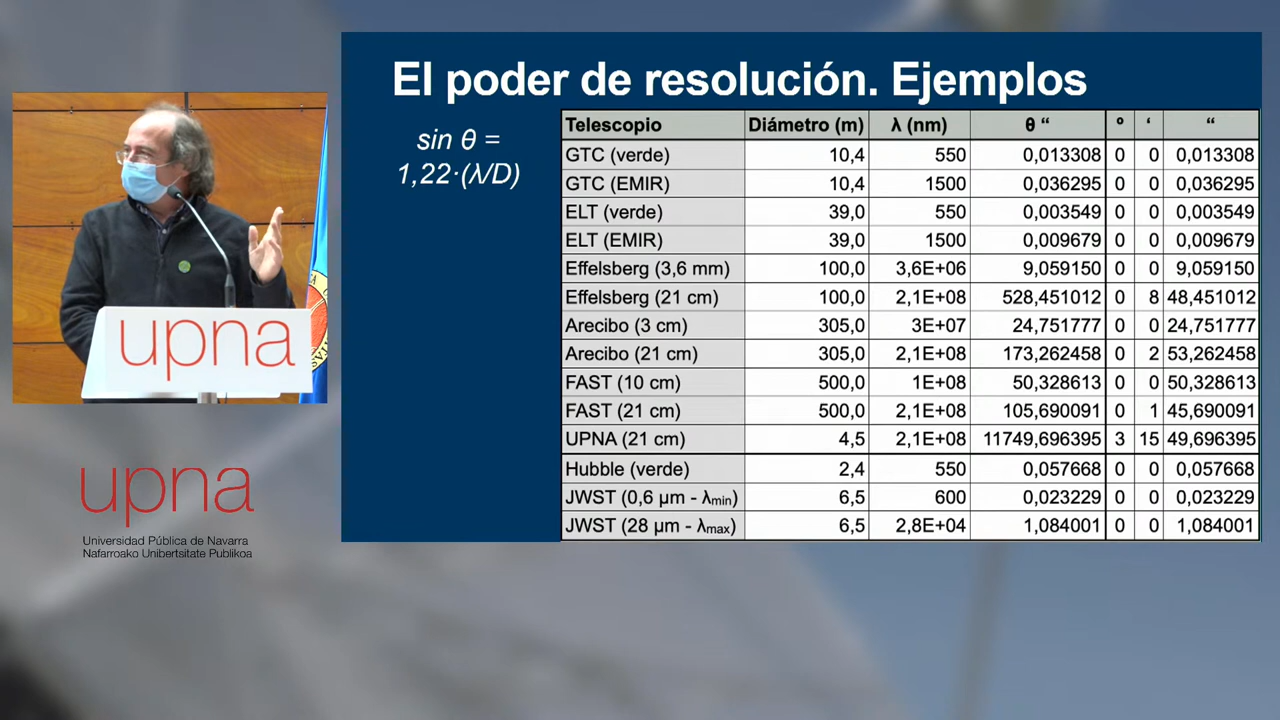 El poder de resolución. Ejemplos
sin θ =
1,22·(λ/D)
Telescopio Diámetro (m) λ (nm) θ “ º ‘ “
GTC (verde) 10,4 550 0,013308 0 0 0,013308
GTC (EMIR) 10,4 1500 0,036295 0 0 0,036295
ELT (verde) 39,0 550 0,003549 0 0 0,003549
ELT (EMIR) 39,0 1500 0,009679 0 0 0,009679
Effelsberg (3,6 mm) 100,0 3,6E+06 9,059150 0 0 9,059150
Effelsberg (21 cm) 100,0 2,1E+08 528,451012 0 8 48,451012
Arecibo (3 cm) 305,0 3E+07 24,751777 0 0 24,751777
Arecibo (21 cm) 305,0 2,1E+08 173,262458 0 2 53,262458
FAST (10 cm) 500,0 1E+08 50,328613 0 0 50,328613
FAST (21 cm) 500,0 2,1E+08 105,690091 0 1 45,690091
UPNA (21 cm) 4,5 2,1E+08 11749,696395 3 15 49,696395
Hubble (verde) 2,4 550 0,057668 0 0 0,057668
JWST (0,6 µm - λmin) 6,5 600 0,023229 0 0 0,023229
JWST (28 µm - λmax) 6,5 2,8E+04 1,084001 0 0 1,084001
upna
upna
Universidad Pública de Navarra
Nafarroako Unibertsitate Publikoa